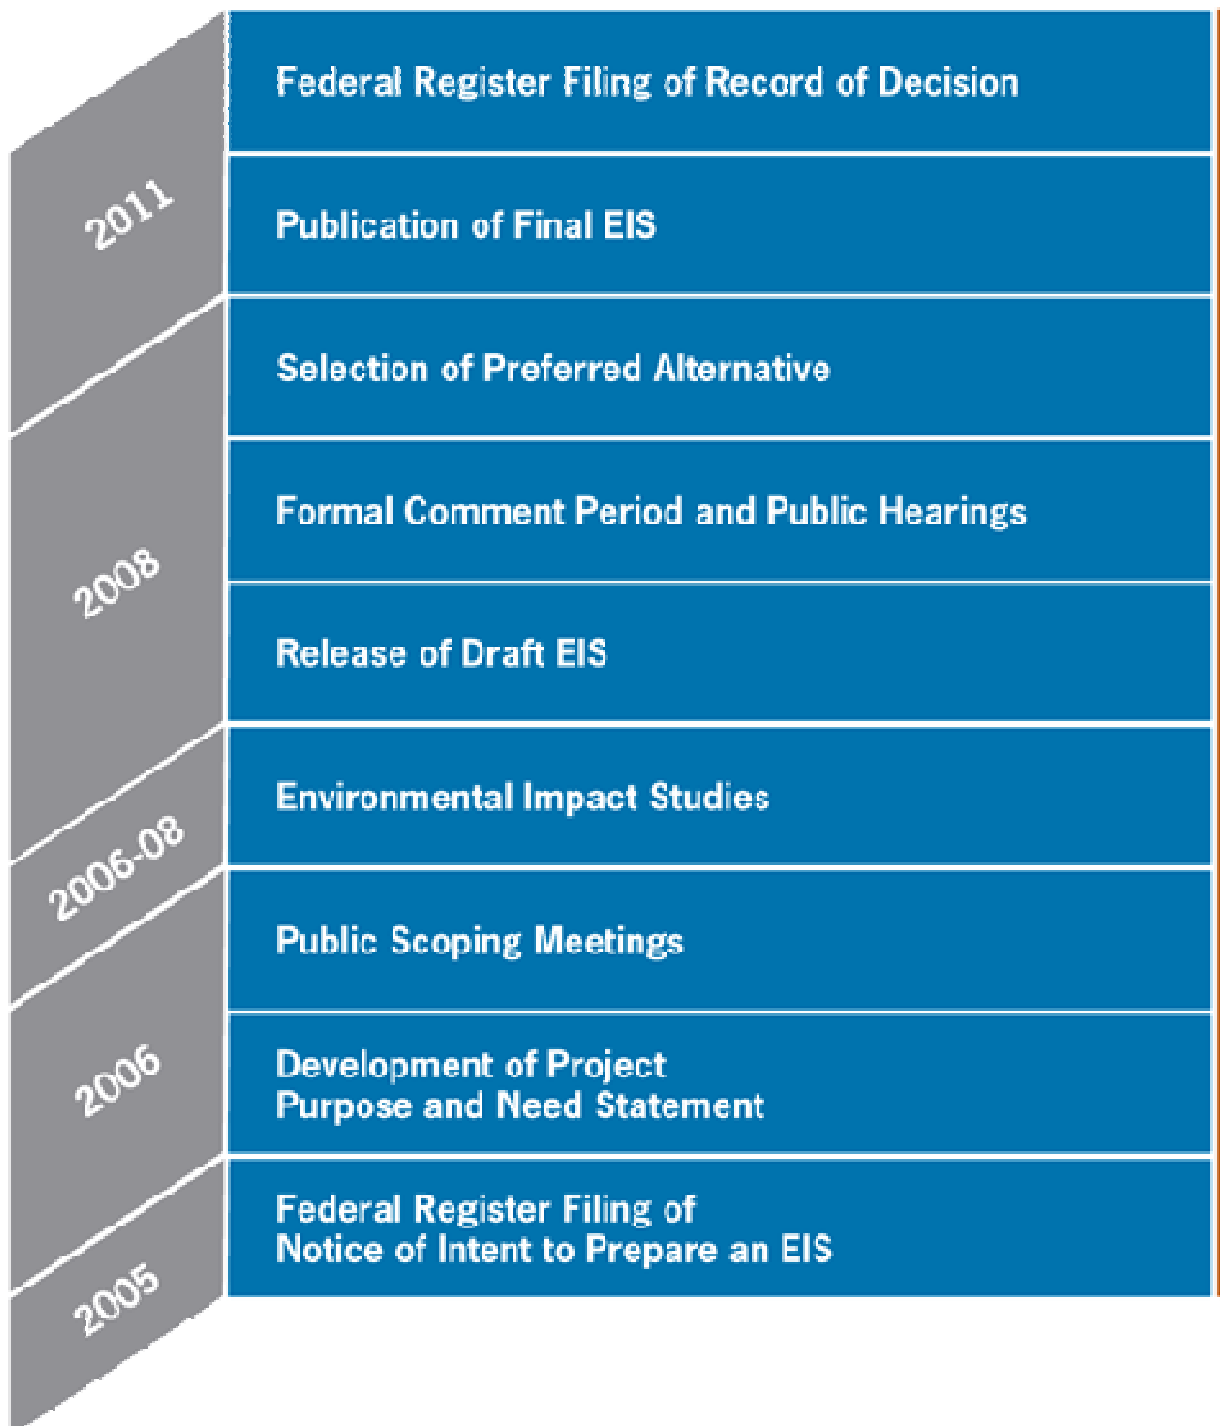 Federal Register Filing of Record of Decision
2011
Publication of Final EIS
Selection of Preferred Alternative
Formal Comment Period and Public Hearings
2008
Release of Draft EIS
Environmental Impact Studies
2006-08
Public Scoping Meetings
2006
Development of Project
Purpose and Need Statement
Federal Register Filing of
Notice of Intent to Prepare an EIS
2005